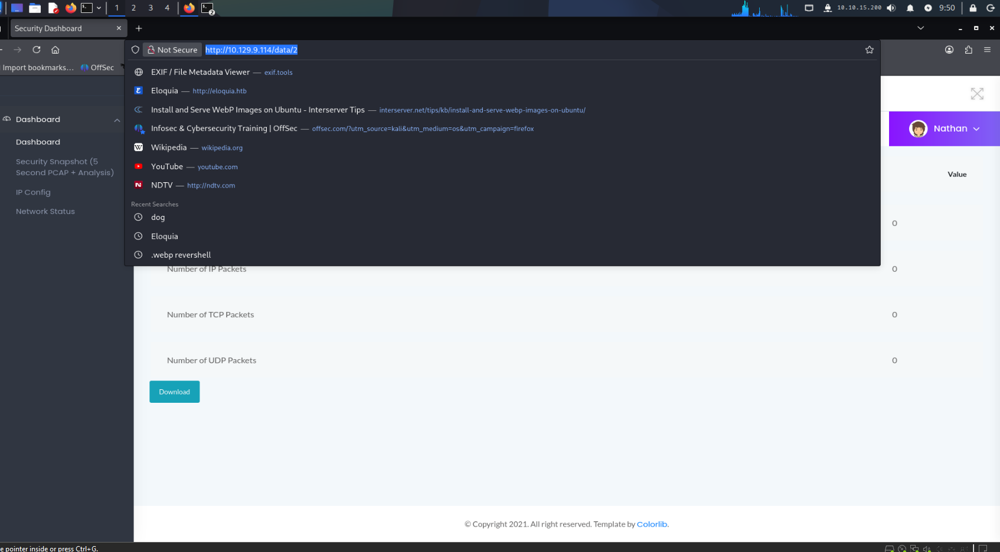 1 2 3 4 2 10.10.15.200 9:50
Security Dashboard
Not Secure http://10.129.9.114/data/2
Import bookmarks... OffSec
EXIF / File Metadata Viewer — exif.tools
Eloquia — http://eloquia.htb
Install and Serve WebP Images on Ubuntu - Interserver Tips — interserver.net/tips/kb/install-and-serve-webp-images-on-ubuntu/
Infosec & Cybersecurity Training | OffSec — offsec.com/?utm_source=kali&utm_medium=os&utm_campaign=firefox
Wikipedia — wikipedia.org
YouTube — youtube.com
NDTV — http://ndtv.com
Recent Searches
dog
Eloquia
.webp revershell
Dashboard
Dashboard
Security Snapshot (5
Second PCAP + Analysis)
IP Config
Network Status
Nathan
Value
0
Number of IP Packets 0
Number of TCP Packets 0
Number of UDP Packets 0
Download
© Copyright 2021. All right reserved. Template by Colorlib.
e pointer inside or press Ctrl+G.